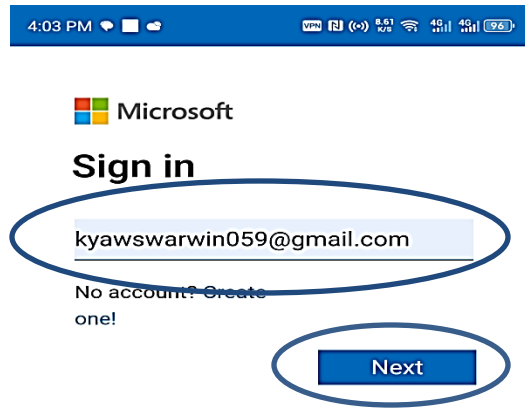 4:03 PM VPN 8.61 K/S 4G 4G 96
Microsoft
Sign in
kyawswarwin059@gmail.com
No account? Create
one!
Next